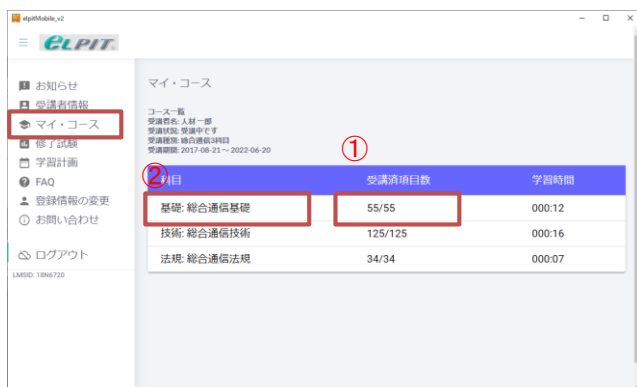 elpitMobile_v2
ELPIT.
お知らせ
受講者情報
マイ・コース
修了試験
学習計画
FAQ
登録情報の変更
お問い合わせ
ログアウト
LMSID: 18N6720
マイ・コース
コース一覧
受講者名: 人材一郎
受講状況: 受講中です
受講種別: 総合通信3科目
受講期間: 2017-08-21 ~ 2022-06-20
①
②
科目 受講済項目数 学習時間
基礎: 総合通信基礎 55/55 000:12
技術: 総合通信技術 125/125 000:16
法規: 総合通信法規 34/34 000:07